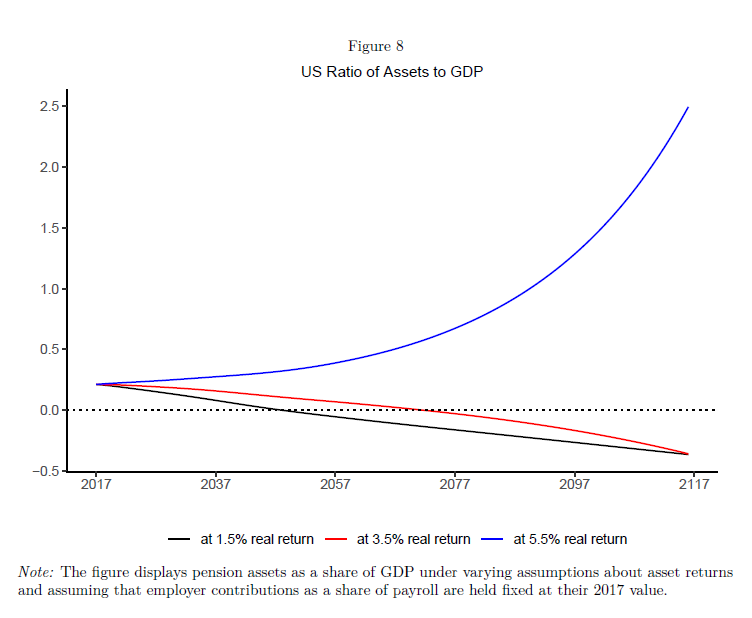 Figure 8
US Ratio of Assets to GDP
2.5
2.0
1.5
1.0
0.5
0.0
−0.5
2017 2037 2057 2077 2097 2117
at 1.5% real return at 3.5% real return at 5.5% real return
Note: The figure displays pension assets as a share of GDP under varying assumptions about asset returns
and assuming that employer contributions as a share of payroll are held fixed at their 2017 value.